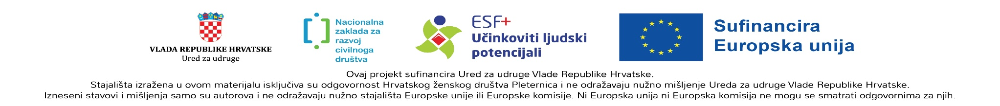 VLADA REPUBLIKE HRVATSKE
Ured za udruge
Nacionalna
zaklada za
razvoj
civilnoga
društva
ESF+
Učinkoviti ljudski
potencijali
Sufinancira
Europska unija
Ovaj projekt sufinancira Ured za udruge Vlade Republike Hrvatske.
Stajališta izražena u ovom materijalu isključiva su odgovornost Hrvatskog ženskog društva Pleternica i ne odražavaju nužno mišljenje Ureda za udruge Vlade Republike Hrvatske.
Izneseni stavovi i mišljenja samo su autorova i ne odražavaju nužno stajališta Europske unije ili Europske komisije. Ni Europska unija ni Europska komisija ne mogu se smatrati odgovornima za njih.